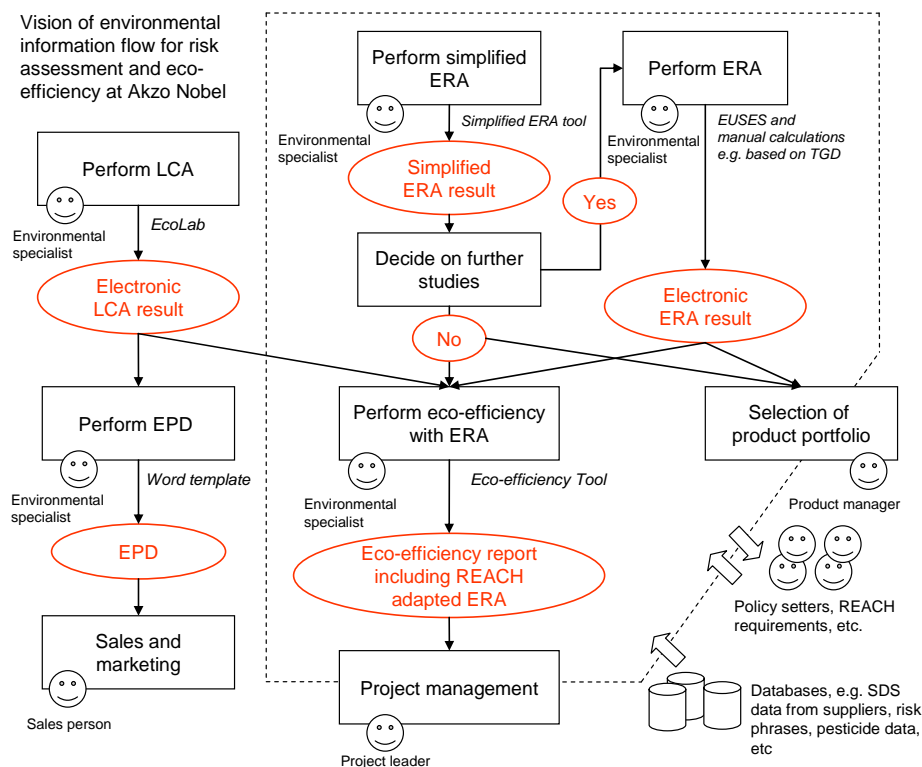 Vision of environmental
information flow for risk
assessment and eco-
efficiency at Akzo Nobel
Perform simplified
ERA
Environmental
specialist
Simplified ERA tool
Perform ERA
Environmental
specialist
EUSES and
manual calculations
e.g. based on TGD
Perform LCA
Environmental
specialist
EcoLab
Simplified
ERA result
Yes
Decide on further
studies
Electronic
LCA result
Electronic
ERA result
No
Perform EPD
Environmental
specialist
Word template
Perform eco-efficiency
with ERA
Environmental
specialist
Eco-efficiency Tool
Selection of
product portfolio
Product manager
EPD
Eco-efficiency report
including REACH
adapted ERA
Policy setters, REACH
requirements, etc.
Sales and
marketing
Sales person
Project management
Project leader
Databases, e.g. SDS
data from suppliers, risk
phrases, pesticide data,
etc